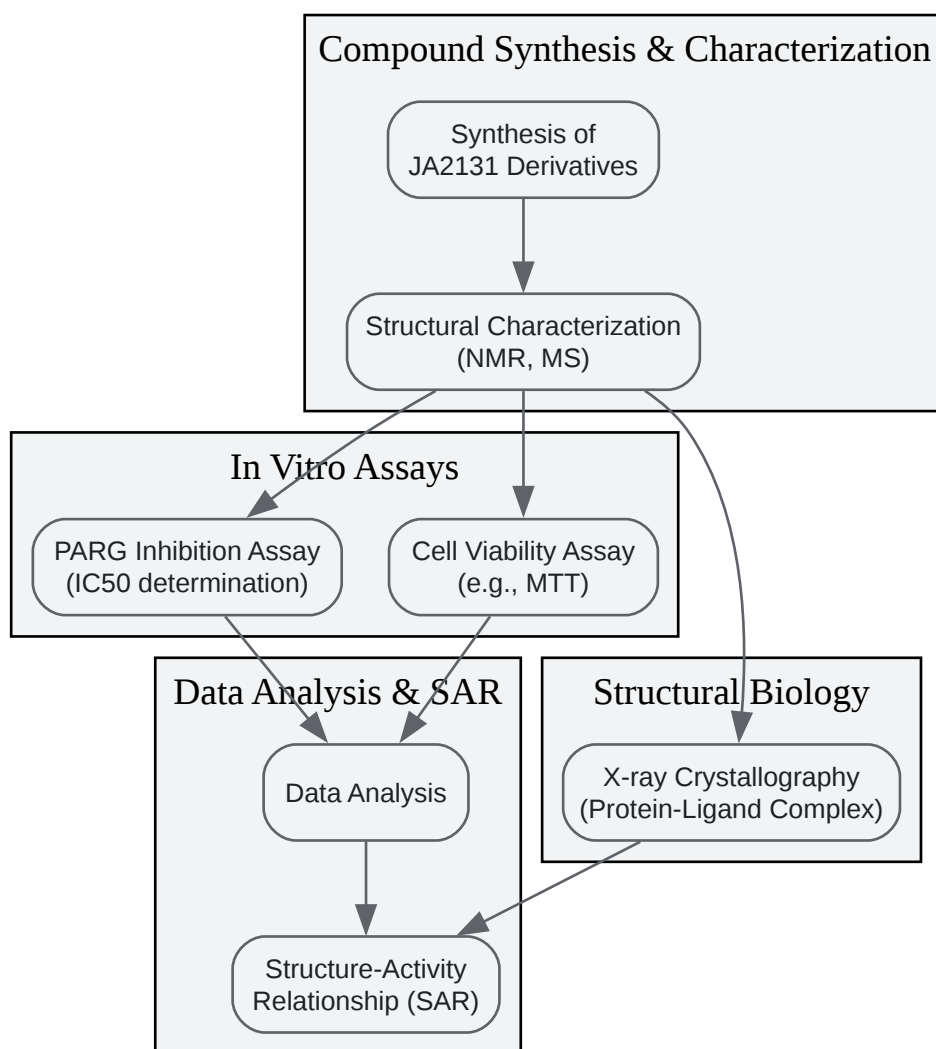 Compound Synthesis & Characterization
Synthesis of
JA2131 Derivatives
Structural Characterization
(NMR, MS)
In Vitro Assays
PARG Inhibition Assay
(IC50 determination)
Cell Viability Assay
(e.g., MTT)
Data Analysis & SAR
Structural Biology
Data Analysis
X-ray Crystallography
(Protein-Ligand Complex)
Structure-Activity
Relationship (SAR)